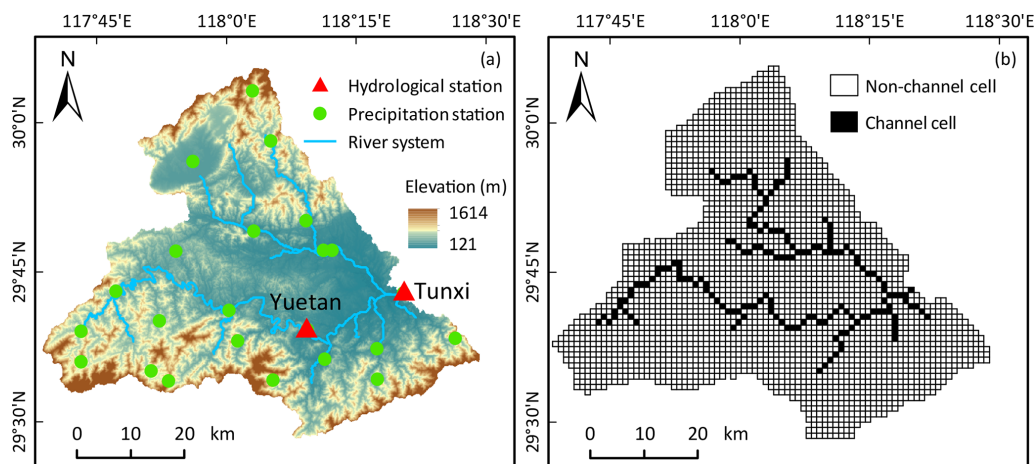 117°45'E 118°0'E 118°15'E 118°30'E
117°45'E 118°0'E 118°15'E 118°30'E
(a)
N
Hydrological station
Precipitation station
River system
Elevation (m)
1614
121
Yuetan
Tunxi
30°0'N
29°45'N
29°30'N
0 10 20 km
(b)
N
Non-channel cell
Channel cell
30°0'N
29°45'N
29°30'N
0 10 20 km